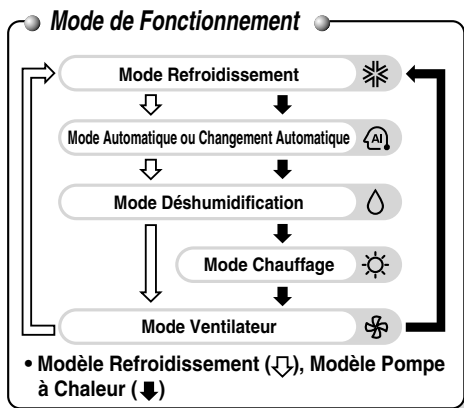 Mode de Fonctionnement
Mode Refroidissement
Mode Automatique ou Changement Automatique
AI
Mode Déshumidification
Mode Chauffage
Mode Ventilateur
• Modèle Refroidissement (⇩), Modèle Pompe
à Chaleur (⬇)